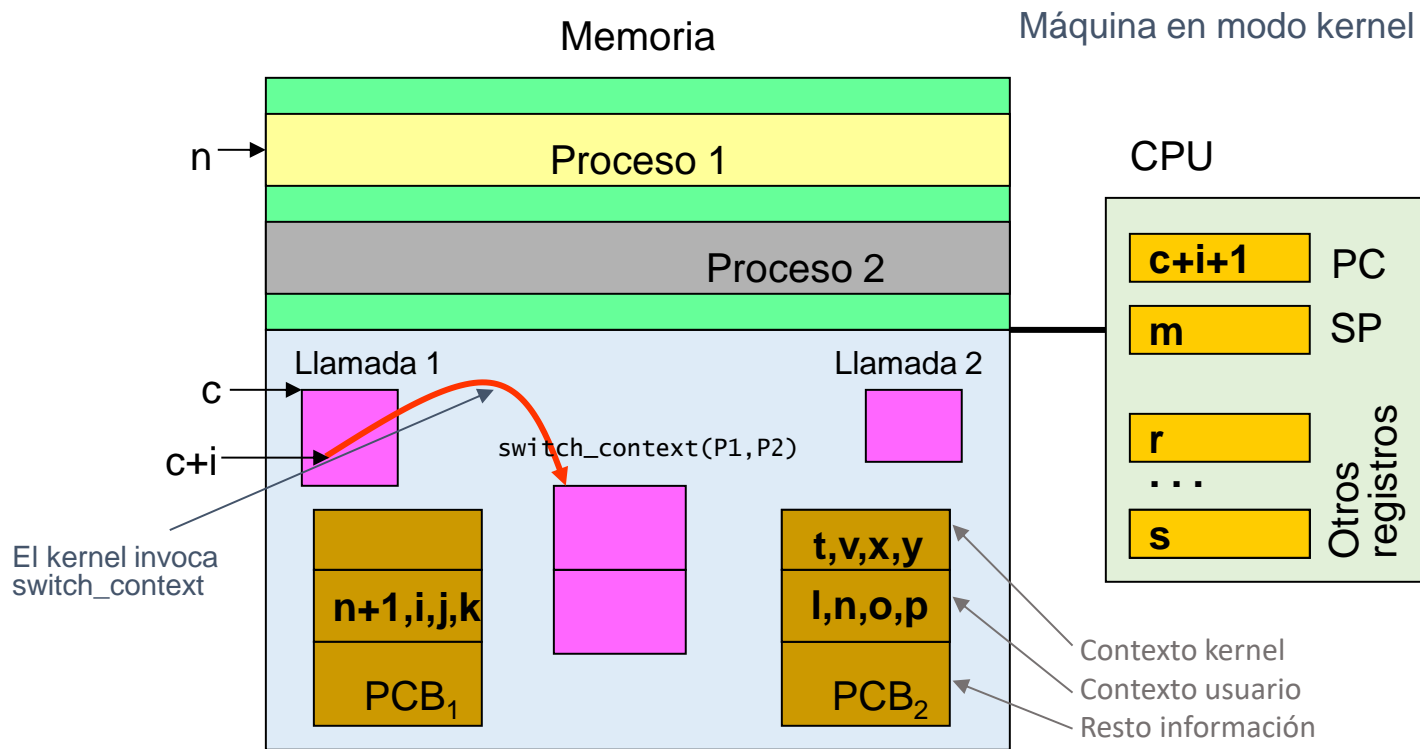 Máquina en modo kernel
Memoria
n
Proceso 1
CPU
Proceso 2
c+i+1
PC
m
SP
Llamada 1
Llamada 2
c
r
c+i
switch_context(P1,P2)
. . .
s
Otros
registros
El kernel invoca
switch_context
t,v,x,y
n+1,i,j,k
l,n,o,p
Contexto kernel
PCB1
PCB2
Contexto usuario
Resto información